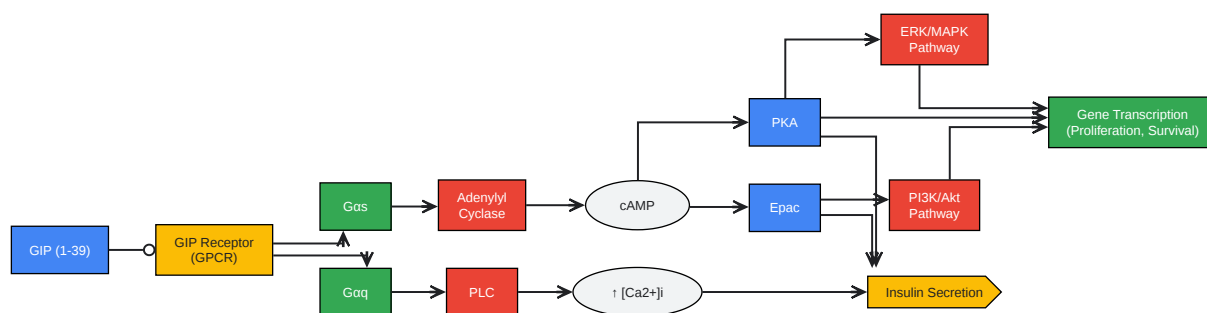 ERK/MAPK
Pathway
Gene Transcription
(Proliferation, Survival)
PKA
Adenylyl
Cyclase
Gαs
cAMP
Epac
PI3K/Akt
Pathway
GIP (1-39)
GIP Receptor
(GPCR)
Gαq
PLC
↑ [Ca2+]i
Insulin Secretion